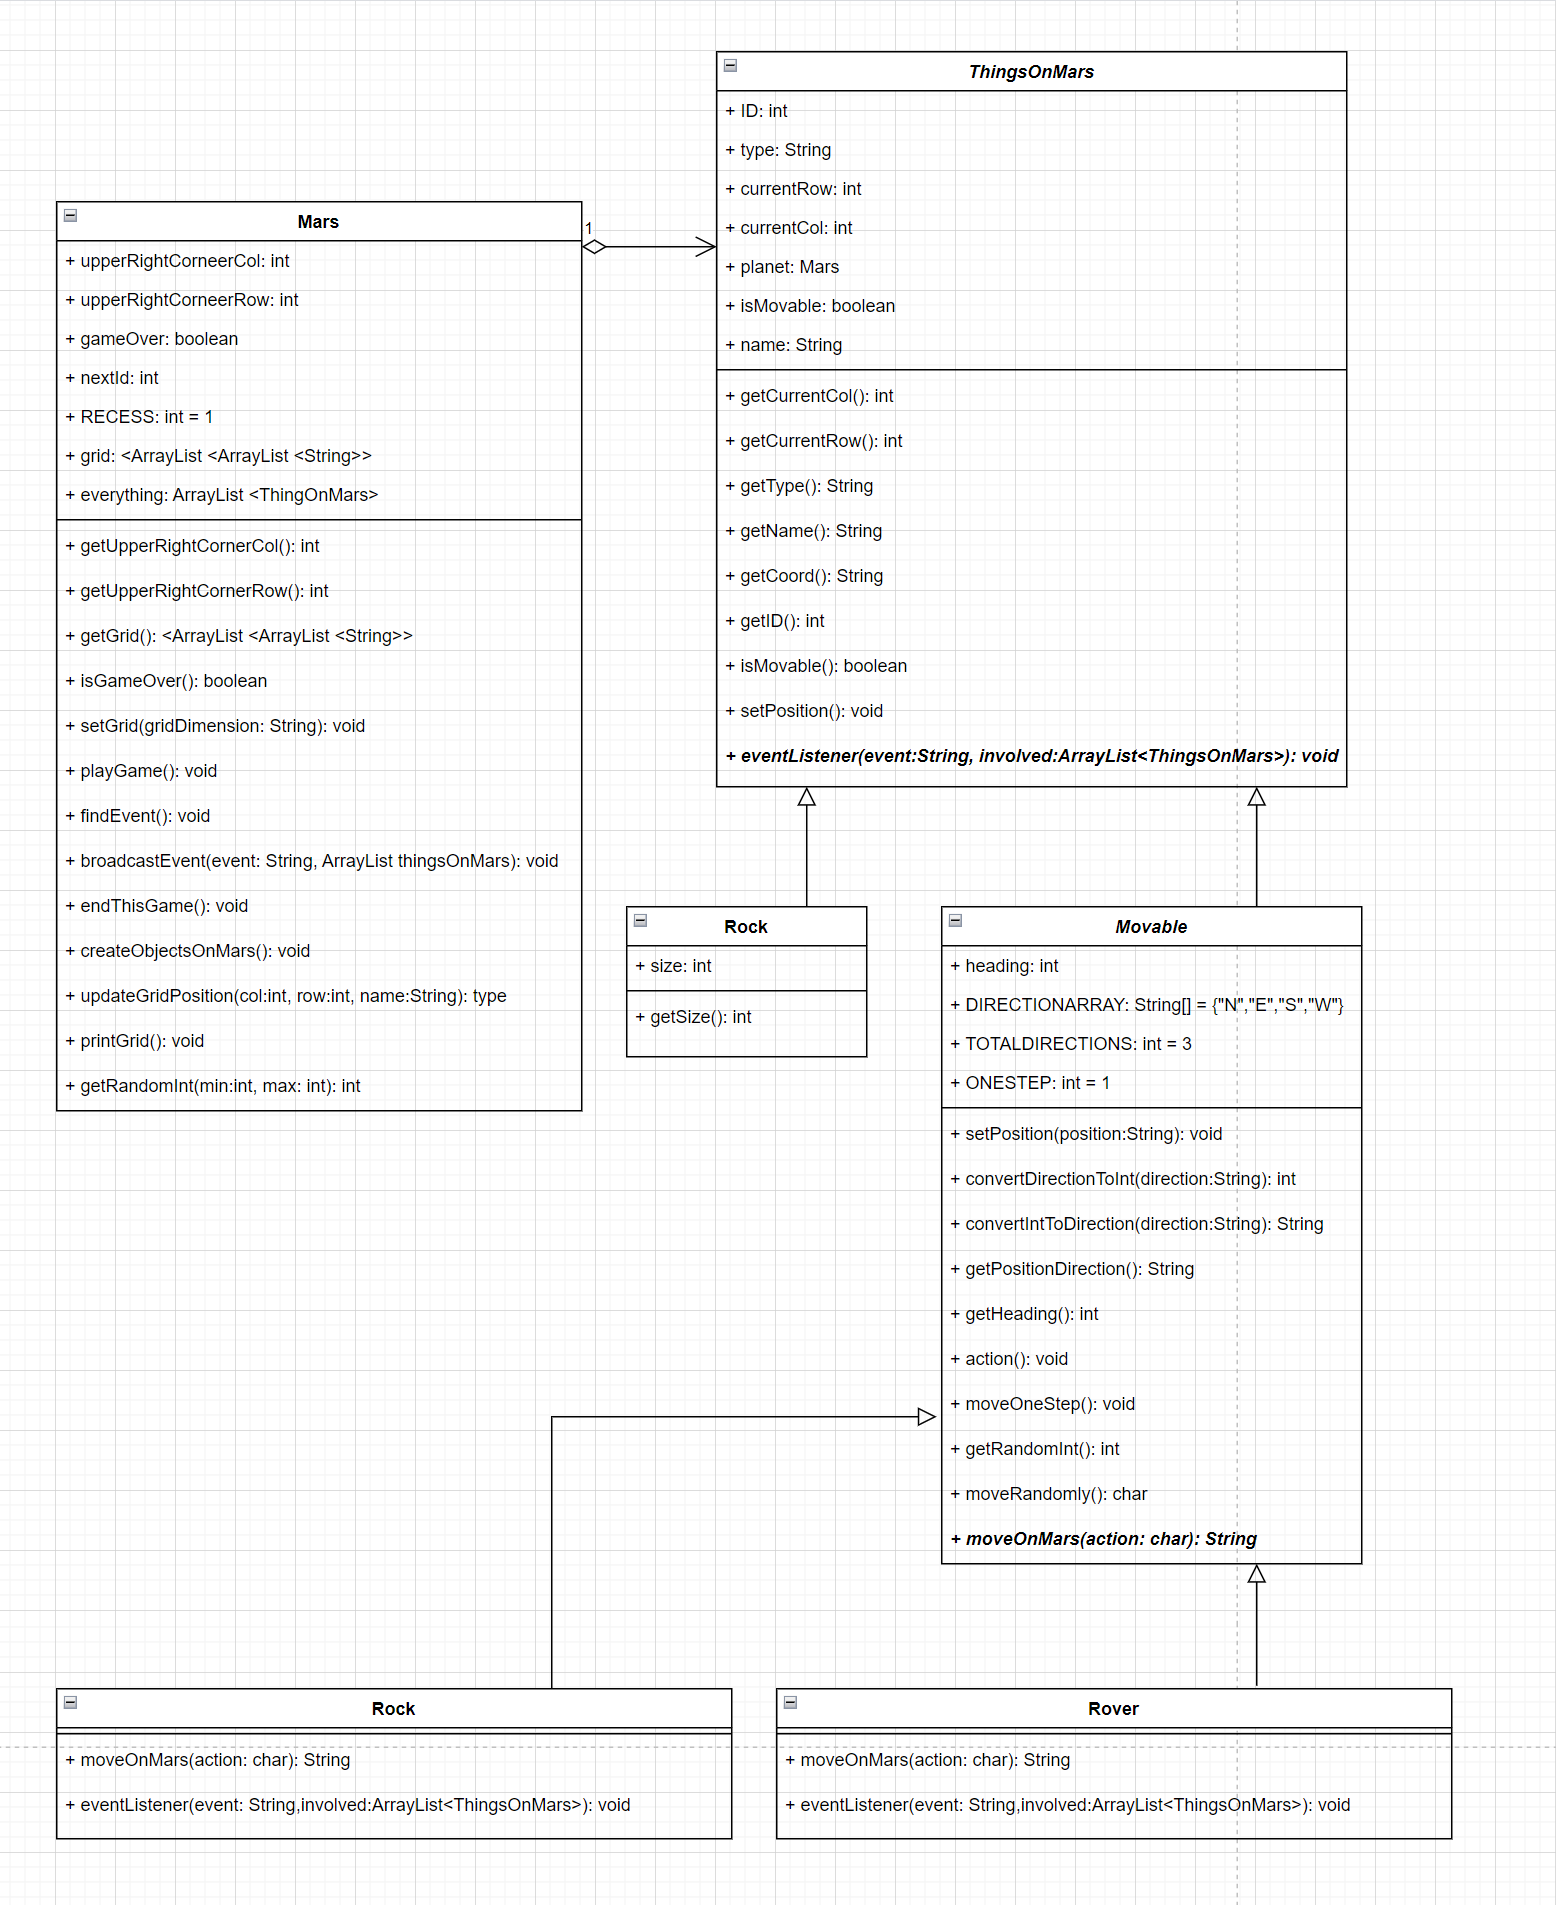 ThingsOnMars
+ ID: int
+ type: String
+ currentRow: int
+ currentCol: int
+ planet: Mars
+ isMovable: boolean
+ name: String
+ getCurrentCol(): int
+ getCurrentRow(): int
+ getType(): String
+ getName(): String
+ getCoord(): String
+ getID(): int
+ isMovable(): boolean
+ setPosition(): void
+ eventListener(event:String, involved:ArrayList<ThingsOnMars>): void
Mars
+ upperRightCorneerCol: int
+ upperRightCorneerRow: int
+ gameOver: boolean
+ nextId: int
+ RECESS: int = 1
+ grid: <ArrayList <ArrayList <String>>
+ everything: ArrayList <ThingOnMars>
+ getUpperRightCornerCol(): int
+ getUpperRightCornerRow(): int
+ getGrid(): <ArrayList <ArrayList <String>>
+ isGameOver(): boolean
+ setGrid(gridDimension: String): void
+ playGame(): void
+ findEvent(): void
+ broadcastEvent(event: String, ArrayList thingsOnMars): void
+ endThisGame(): void
+ createObjectsOnMars(): void
+ updateGridPosition(col:int, row:int, name:String): type
+ printGrid(): void
+ getRandomInt(min:int, max: int): int
1
Rock
+ size: int
+ getSize(): int
Movable
+ heading: int
+ DIRECTIONARRAY: String[] = {"N","E","S","W"}
+ TOTALDIRECTIONS: int = 3
+ ONESTEP: int = 1
+ setPosition(position:String): void
+ convertDirectionToInt(direction:String): int
+ convertIntToDirection(direction:String): String
+ getPositionDirection(): String
+ getHeading(): int
+ action(): void
+ moveOneStep(): void
+ getRandomInt(): int
+ moveRandomly(): char
+ moveOnMars(action: char): String
Rock
+ moveOnMars(action: char): String
+ eventListener(event: String,involved:ArrayList<ThingsOnMars>): void
Rover
+ moveOnMars(action: char): String
+ eventListener(event: String,involved:ArrayList<ThingsOnMars>): void